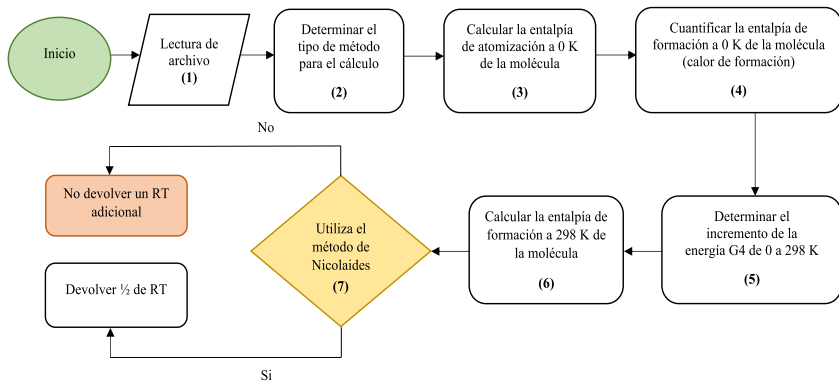 Inicio
Lectura de
archivo
(1)
Determinar el
tipo de método
para el cálculo
(2)
Calcular la entalpía
de atomización a 0 K
de la molécula
(3)
Cuantificar la entalpía de
formación a 0 K de la molécula
(calor de formación)
(4)
Determinar el
incremento de la
energía G4 de 0 a 298 K
(5)
Calcular la entalpía de
formación a 298 K de
la molécula
(6)
Utiliza el
método de
Nicolaides
(7)
No
No devolver un RT
adicional
Devolver ½ de RT
Si